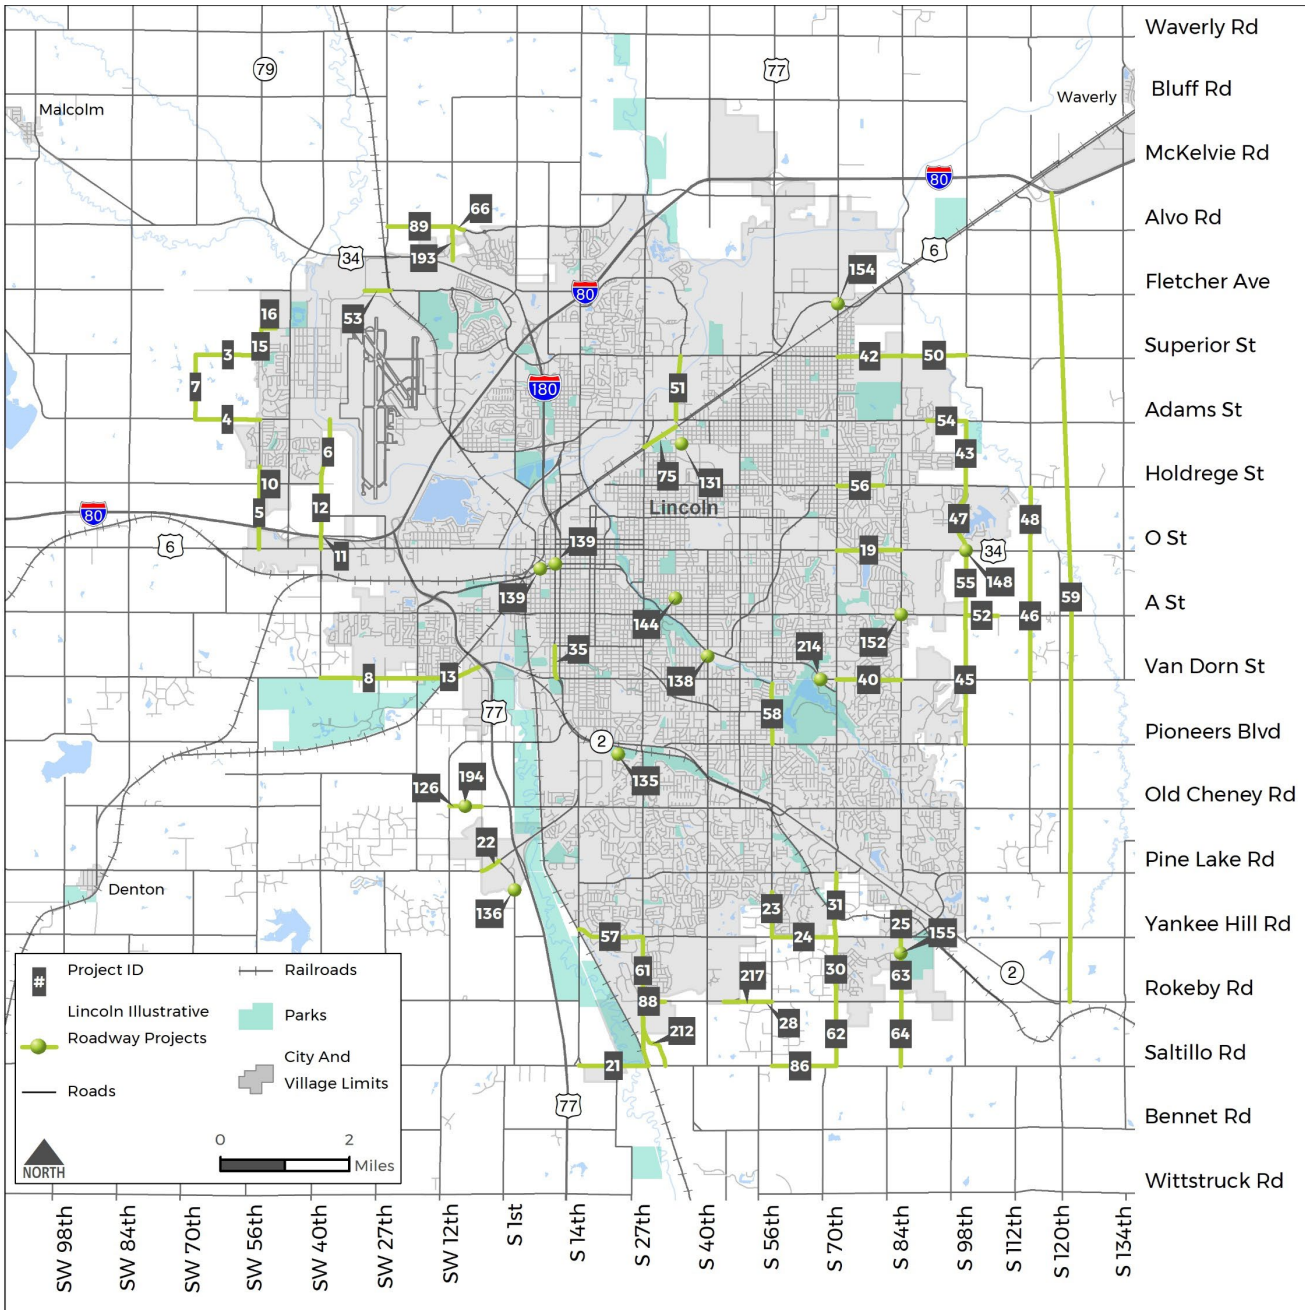 Waverly Rd
79
77
Bluff Rd
Waverly
Malcolm
McKelvie Rd
80
66
Alvo Rd
89
6
34
193
154
Fletcher Ave
80
16
53
15
Superior St
3
42
50
7
180
51
Adams St
4
54
6
43
75
131
Holdrege St
10
56
12
Lincoln
5
80
47
48
O St
6
139
34
11
19
55
148
139
59
A St
144
52
46
152
35
214
Van Dorn St
8
13
138
40
45
77
58
Pioneers Blvd
2
135
194
126
Old Cheney Rd
22
Pine Lake Rd
Denton
136
23
31
Yankee Hill Rd
25
155
57
24
61
217
30
63
2
Rokeby Rd
88
28
212
62
64
Saltillo Rd
21
86
77
Bennet Rd
Wittstruck Rd
#
Project ID
Railroads
Lincoln Illustrative
Roadway Projects
Parks
City And
Village Limits
Roads
0
2
Miles
NORTH
SW 98th
SW 84th
SW 70th
SW 56th
SW 40th
SW 27th
SW 12th
S 1st
S 14th
S 27th
S 40th
S 56th
S 70th
S 84th
S 98th
S 112th
S 120th
S 134th